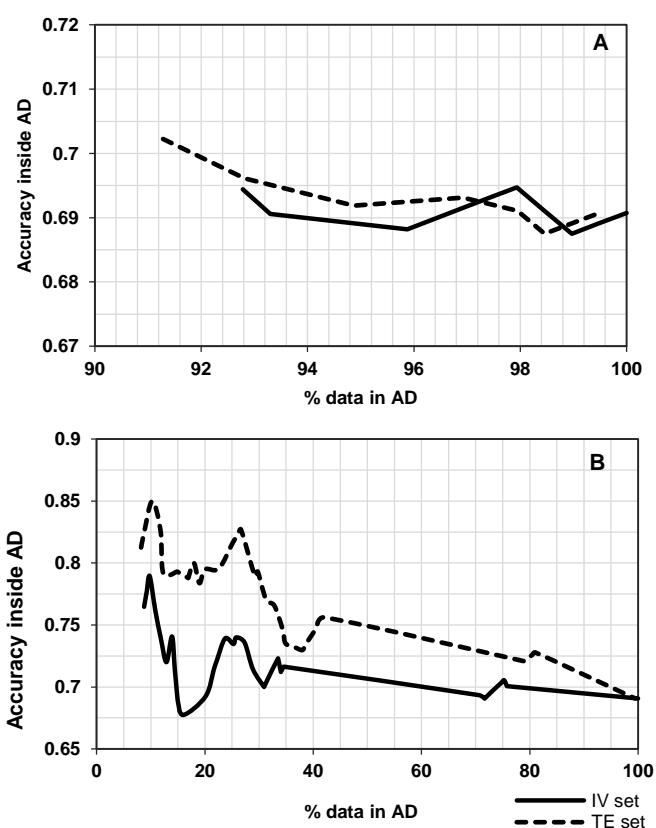 0.72
A
0.71
0.7
0.69
0.68
0.67
90 92 94 96 98 100
Accuracy inside AD
% data in AD
0.9
B
0.85
0.8
0.75
0.7
0.65
0 20 40 60 80 100
Accuracy inside AD
% data in AD
IV set
TE set